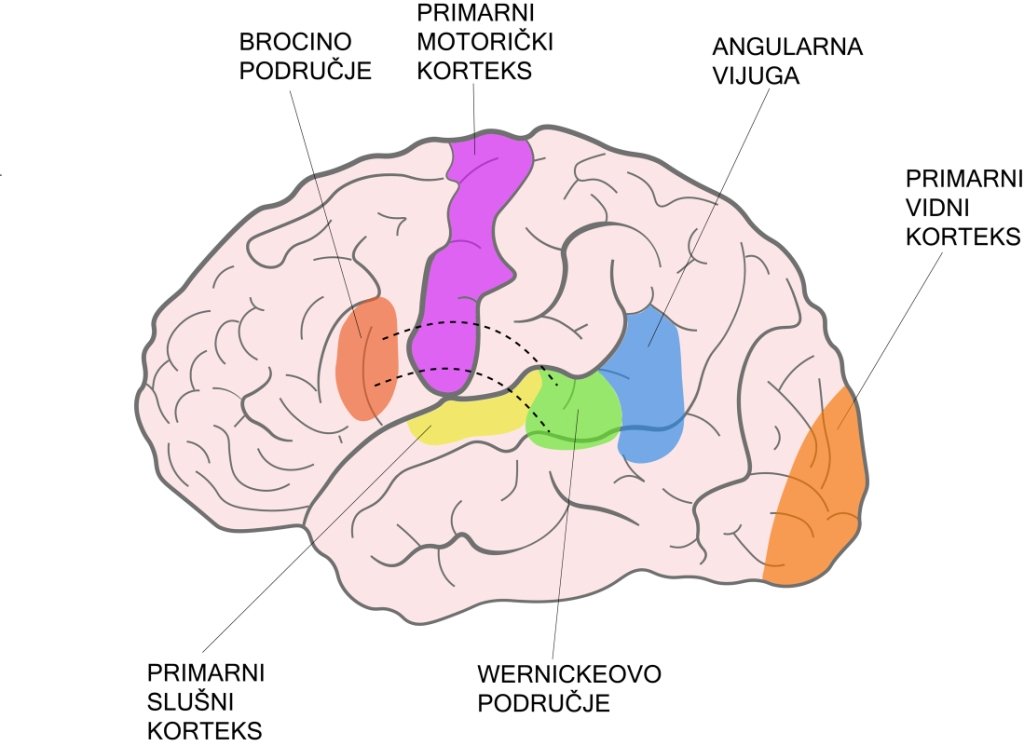 PRIMARNI
MOTORIČKI
KORTEKS
BROCINO
PODRUČJE
ANGULARNA
VIJUGA
PRIMARNI
VIDNI
KORTEKS
PRIMARNI
SLUŠNI
KORTEKS
WERNICKEOVO
PODRUČJE